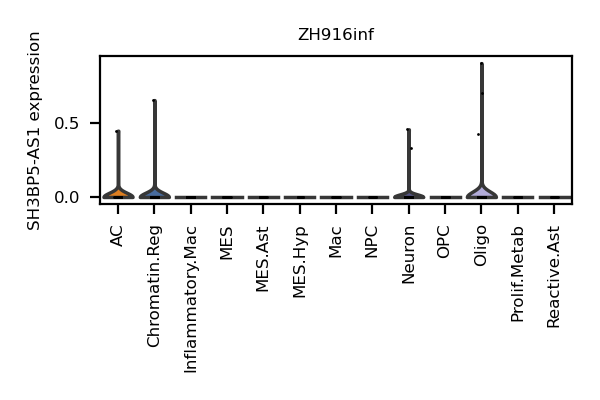 ZH916inf
SH3BP5-AS1 expression
0.5
0.0
AC
Chromatin.Reg
Inflammatory.Mac
MES
MES.Ast
MES.Hyp
Mac
NPC
Neuron
OPC
Oligo
Prolif.Metab
Reactive.Ast